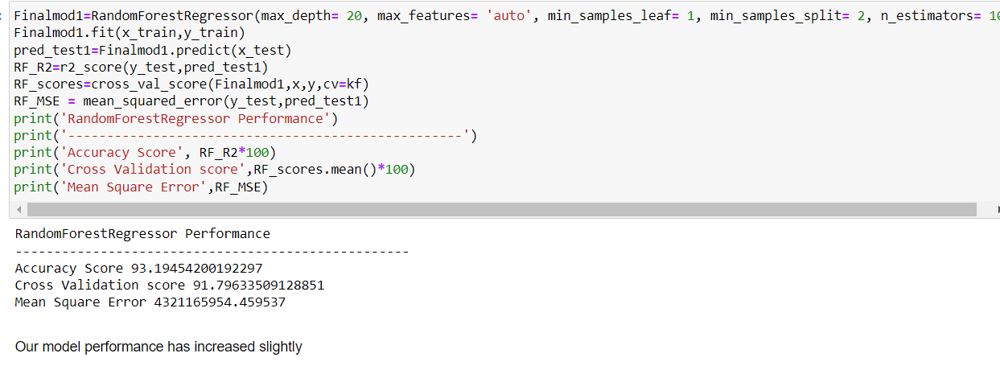 Finalmod1=RandomForestRegressor(max_depth= 20, max_features= 'auto', min_samples_leaf= 1, min_samples_split= 2, n_estimators=
Finalmod1.fit(x_train,y_train)
pred_test1=Finalmod1.predict(x_test)
RF_R2=r2_score(y_test,pred_test1)
RF_scores=cross_val_score(Finalmod1,x,y,cv=kf)
RF_MSE = mean_squared_error(y_test,pred_test1)
print('RandomForestRegressor Performance')
print('---------------------------------------------------')
print('Accuracy Score', RF_R2*100)
print('Cross Validation score',RF_scores.mean()*100)
print('Mean Square Error',RF_MSE)
RandomForestRegressor Performance
---------------------------------------------------
Accuracy Score 93.19454200192297
Cross Validation score 91.79633509128851
Mean Square Error 4321165954.459537
Our model performance has increased slightly